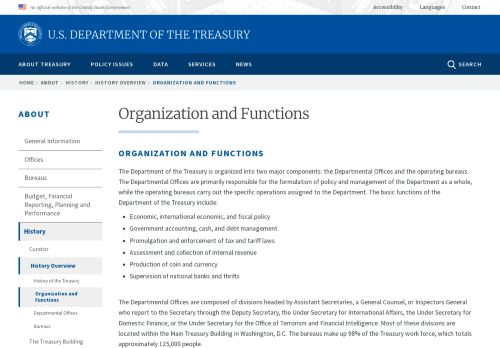 An official website of the United States Government
Accessibility Languages Contact
U.S. DEPARTMENT OF THE TREASURY
ABOUT TREASURY POLICY ISSUES DATA SERVICES NEWS SEARCH
HOME › ABOUT › HISTORY › HISTORY OVERVIEW › ORGANIZATION AND FUNCTIONS
ABOUT
General Information
Offices
Bureaus
Budget, Financial
Reporting, Planning and
Performance
History
Curator
History Overview
History of the Treasury
Organization and
Functions
Departmental Offices
Bureaus
The Treasury Building
Organization and Functions
ORGANIZATION AND FUNCTIONS
The Department of the Treasury is organized into two major components: the Departmental Offices and the operating bureaus.
The Departmental Offices are primarily responsible for the formulation of policy and management of the Department as a whole,
while the operating bureaus carry out the specific operations assigned to the Department. The basic functions of the
Department of the Treasury include:
• Economic, international economic, and fiscal policy
• Government accounting, cash, and debt management
• Promulgation and enforcement of tax and tariff laws
• Assessment and collection of internal revenue
• Production of coin and currency
• Supervision of national banks and thrifts
The Departmental Offices are composed of divisions headed by Assistant Secretaries, a General Counsel, or Inspectors General
who report to the Secretary through the Deputy Secretary, the Under Secretary for International Affairs, the Under Secretary for
Domestic Finance, or the Under Secretary for the Office of Terrorism and Financial Intelligence. Most of these divisions are
located within the Main Treasury Building in Washington, D.C. The bureaus make up 98% of the Treasury work force, which totals
approximately 125,000 people.